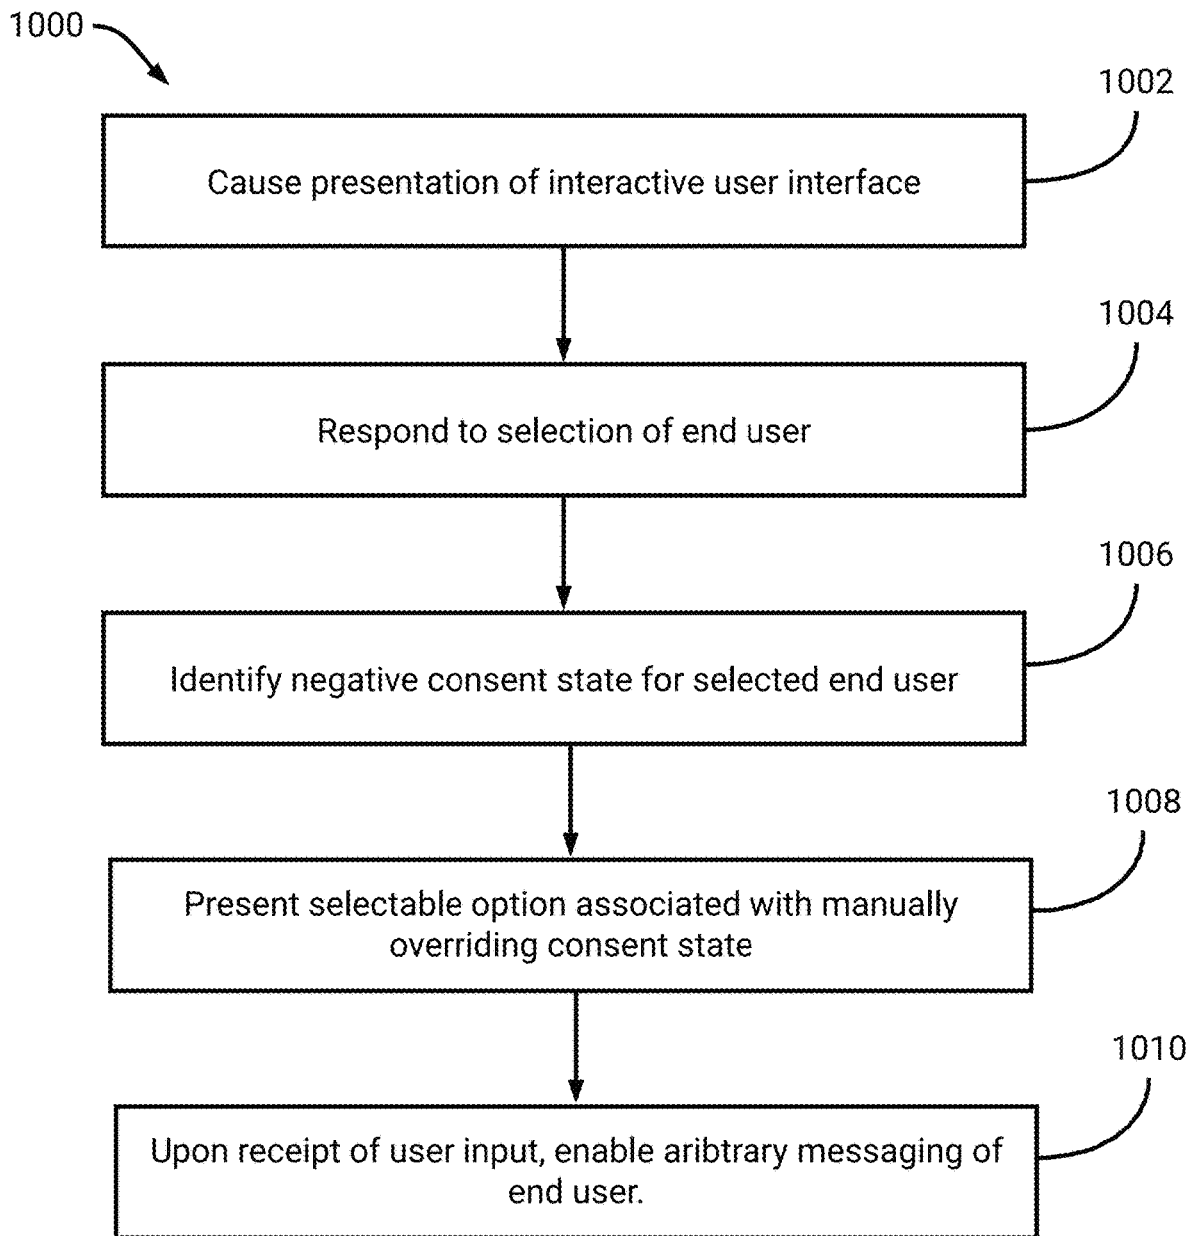 1000
1002
Cause presentation of interactive user interface
1004
Respond to selection of end user
1006
Identify negative consent state for selected end user
1008
Present selectable option associated with manually
overriding consent state
1010
Upon receipt of user input, enable aribtrary messaging of
end user.